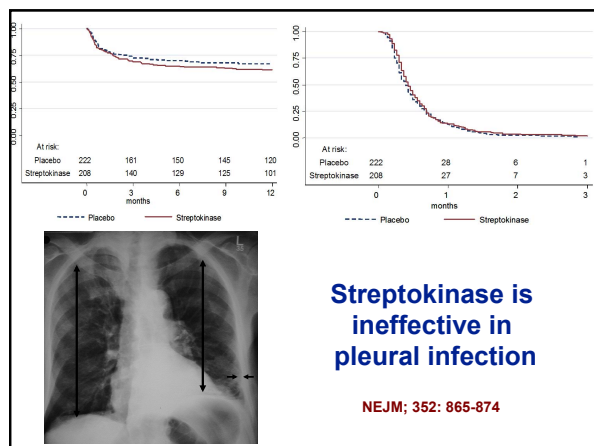 1.00
0.75
0.50
0.25
0.00
At risk:
Placebo 222 161 150 145 120
Streptokinase 208 140 129 125 101
0 3 6 9 12
months
Placebo Streptokinase
1.00
0.75
0.50
0.25
0.00
At risk:
Placebo 222 28 6 1
Streptokinase 208 27 7 3
0 1 2 3
months
Placebo Streptokinase
L
Streptokinase is
ineffective in
pleural infection
NEJM; 352: 865-874